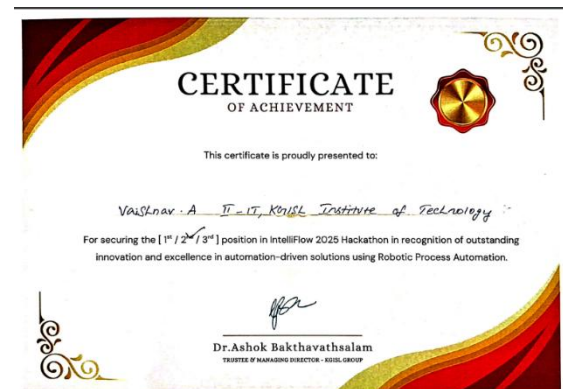 CERTIFICATE
OF ACHIEVEMENT
This certificate is proudly presented to:
Vaishnav. A II - IT, KGISL Institute of Technology
For securing the [ 1st / 2nd / 3rd ] position in IntelliFlow 2025 Hackathon in recognition of outstanding
innovation and excellence in automation-driven solutions using Robotic Process Automation.
Dr.Ashok Bakthavathsalam
TRUSTEE & MANAGING DIRECTOR - KGISL GROUP